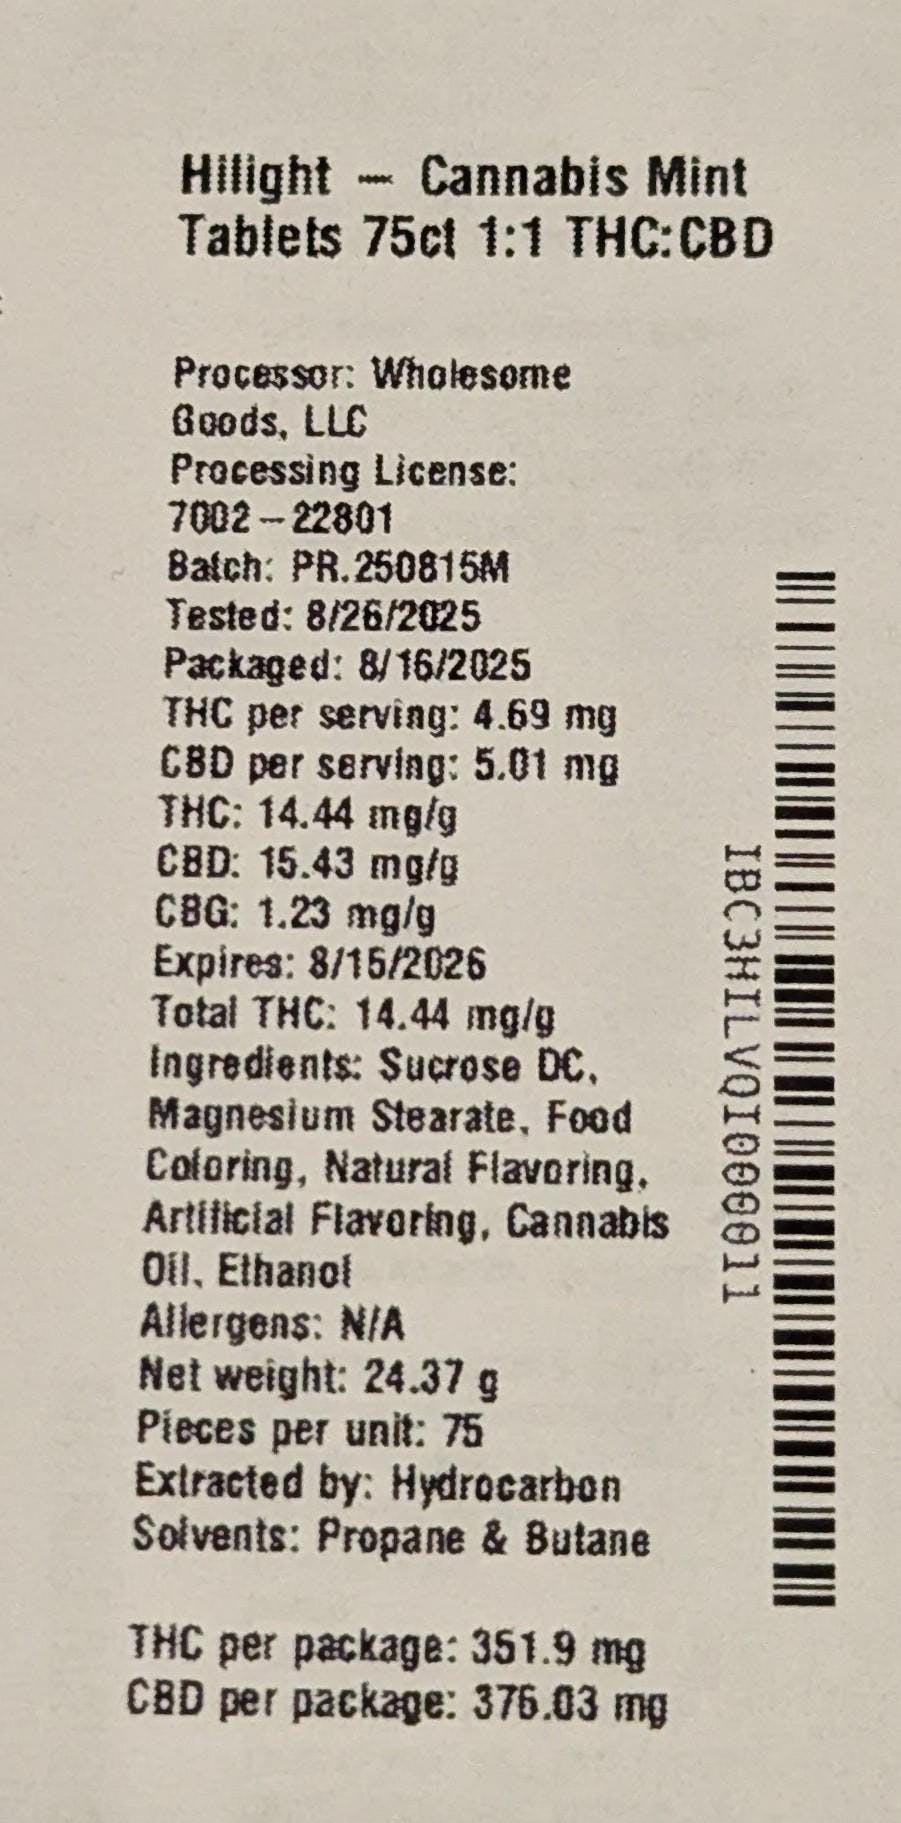 Hilight – Cannabis Mint
Tablets 75ct 1:1 THC:CBD
Processor: Wholesome
Goods, LLC
Processing License:
7002-22801
Batch: PR.250815M
Tested: 8/26/2025
Packaged: 8/16/2025
THC per serving: 4.69 mg
CBD per serving: 5.01 mg
THC: 14.44 mg/g
CBD: 15.43 mg/g
CBG: 1.23 mg/g
Expires: 8/15/2026
Total THC: 14.44 mg/g
Ingredients: Sucrose DC,
Magnesium Stearate, Food
Coloring, Natural Flavoring,
Artificial Flavoring, Cannabis
Oil, Ethanol
Allergens: N/A
Net weight: 24.37 g
Pieces per unit: 75
Extracted by: Hydrocarbon
Solvents: Propane & Butane
THC per package: 351.9 mg
CBD per package: 376.03 mg
IBC3HILVQI000011